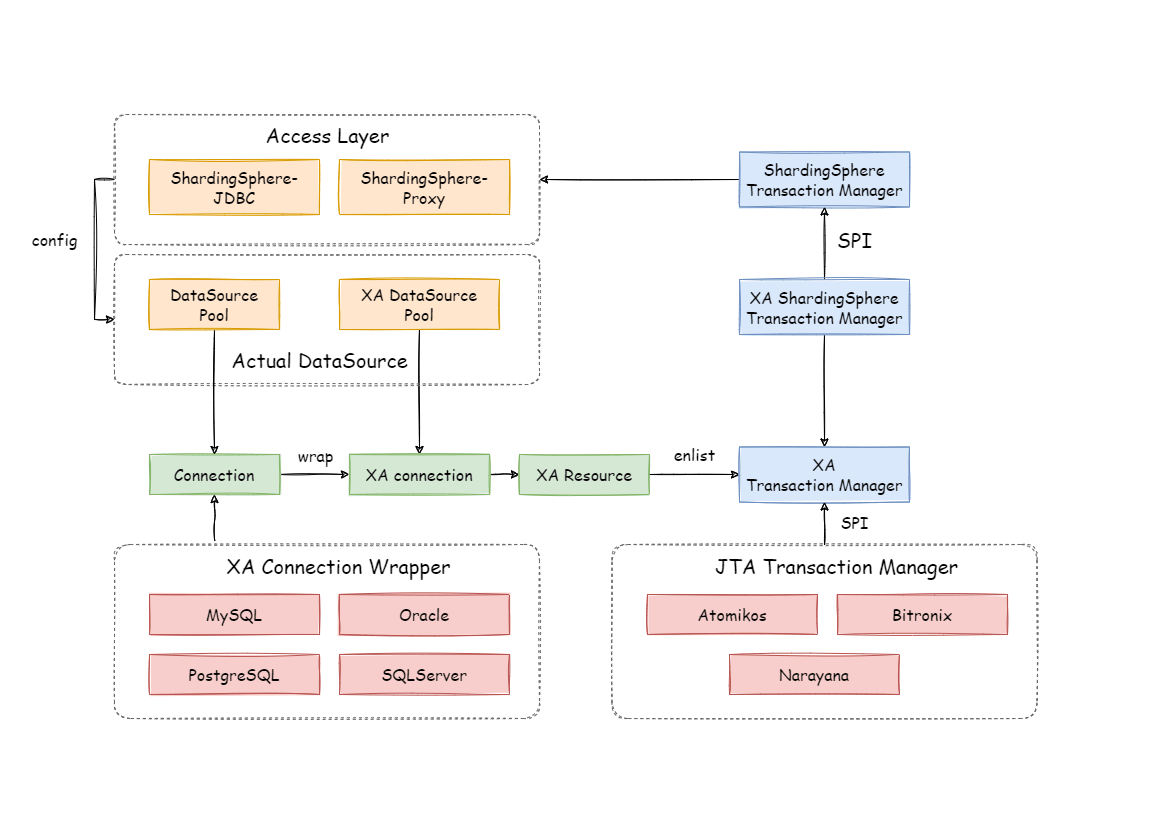 Access Layer
ShardingSphere-
JDBC
ShardingSphere-
Proxy
ShardingSphere
Transaction Manager
config
SPI
DataSource
Pool
XA DataSource
Pool
XA ShardingSphere
Transaction Manager
Actual DataSource
Connection
wrap
XA connection
XA Resource
enlist
XA
Transaction Manager
SPI
XA Connection Wrapper
MySQL
Oracle
PostgreSQL
SQLServer
JTA Transaction Manager
Atomikos
Bitronix
Narayana